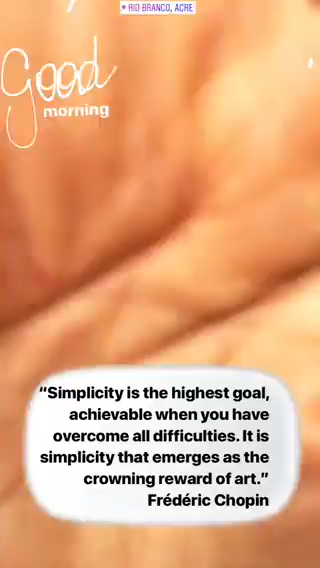 RIO BRANCO, ACRE
Good
morning
"Simplicity is the highest goal,
achievable when you have
overcome all difficulties. It is
simplicity that emerges as the
crowning reward of art."
Frédéric Chopin